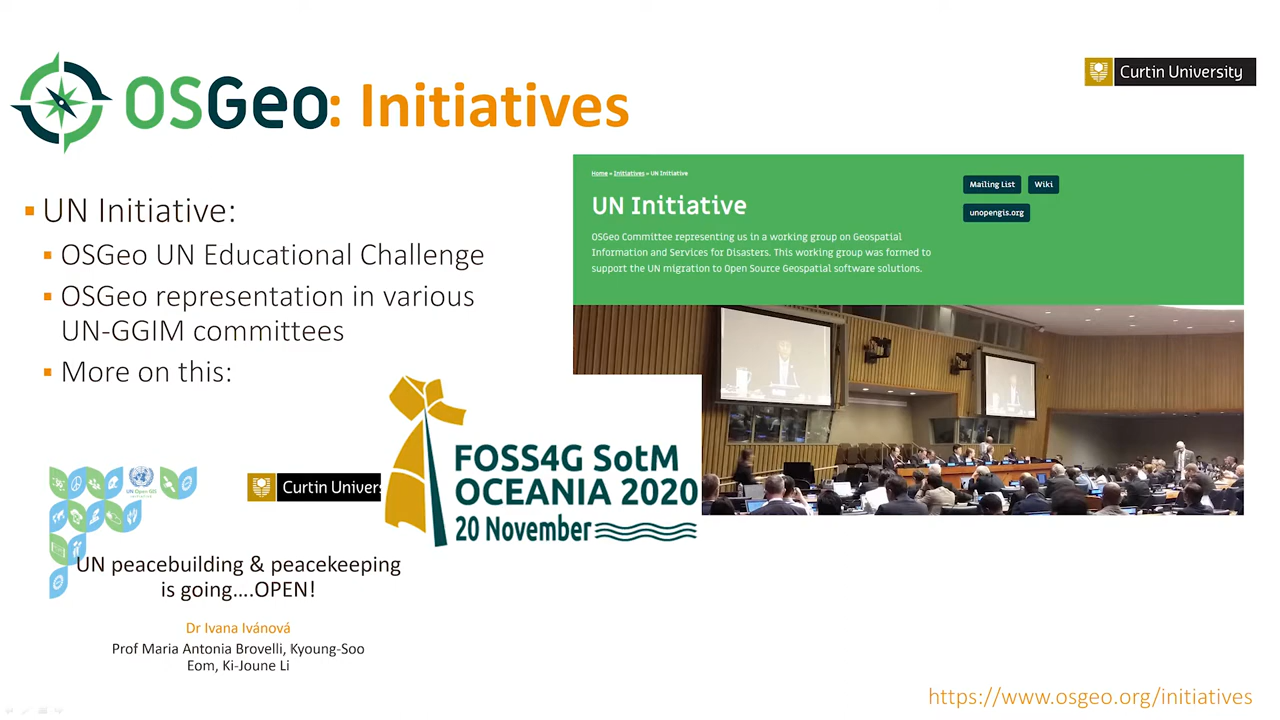 OSGeo: Initiatives
Curtin University
UN Initiative:
OSGeo UN Educational Challenge
OSGeo representation in various
UN-GGIM committees
More on this:
Home » Initiatives » UN Initiative
UN Initiative
OSGeo Committee representing us in a working group on Geospatial
Information and Services for Disasters. This working group was formed to
support the UN migration to Open Source Geospatial software solutions.
Mailing List
Wiki
unopengis.org
UN Open GIS
Initiative
Curtin Univers
FOSS4G SotM
OCEANIA 2020
20 November
UN peacebuilding & peacekeeping
is going....OPEN!
Dr Ivana Ivánová
Prof Maria Antonia Brovelli, Kyoung-Soo
Eom, Ki-Joune Li
https://www.osgeo.org/initiatives